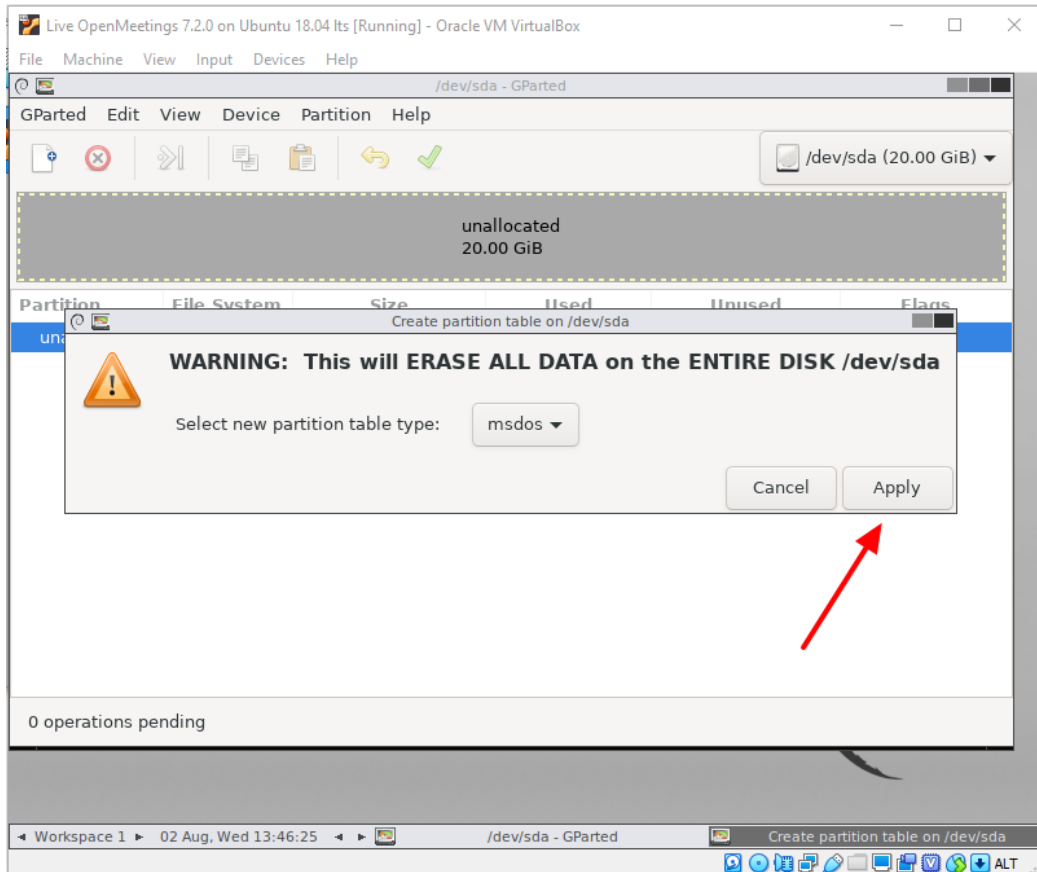 Live OpenMeetings 7.2.0 on Ubuntu 18.04 lts [Running] - Oracle VM VirtualBox
File Machine View Input Devices Help
/dev/sda - GParted
GParted Edit View Device Partition Help
/dev/sda (20.00 GiB)
unallocated
20.00 GiB
Partition File System Size Used Unused Flags
una
Create partition table on /dev/sda
WARNING: This will ERASE ALL DATA on the ENTIRE DISK /dev/sda
Select new partition table type: msdos
Cancel Apply
0 operations pending
Workspace 1 02 Aug, Wed 13:46:25 /dev/sda - GParted Create partition table on /dev/sda
ALT